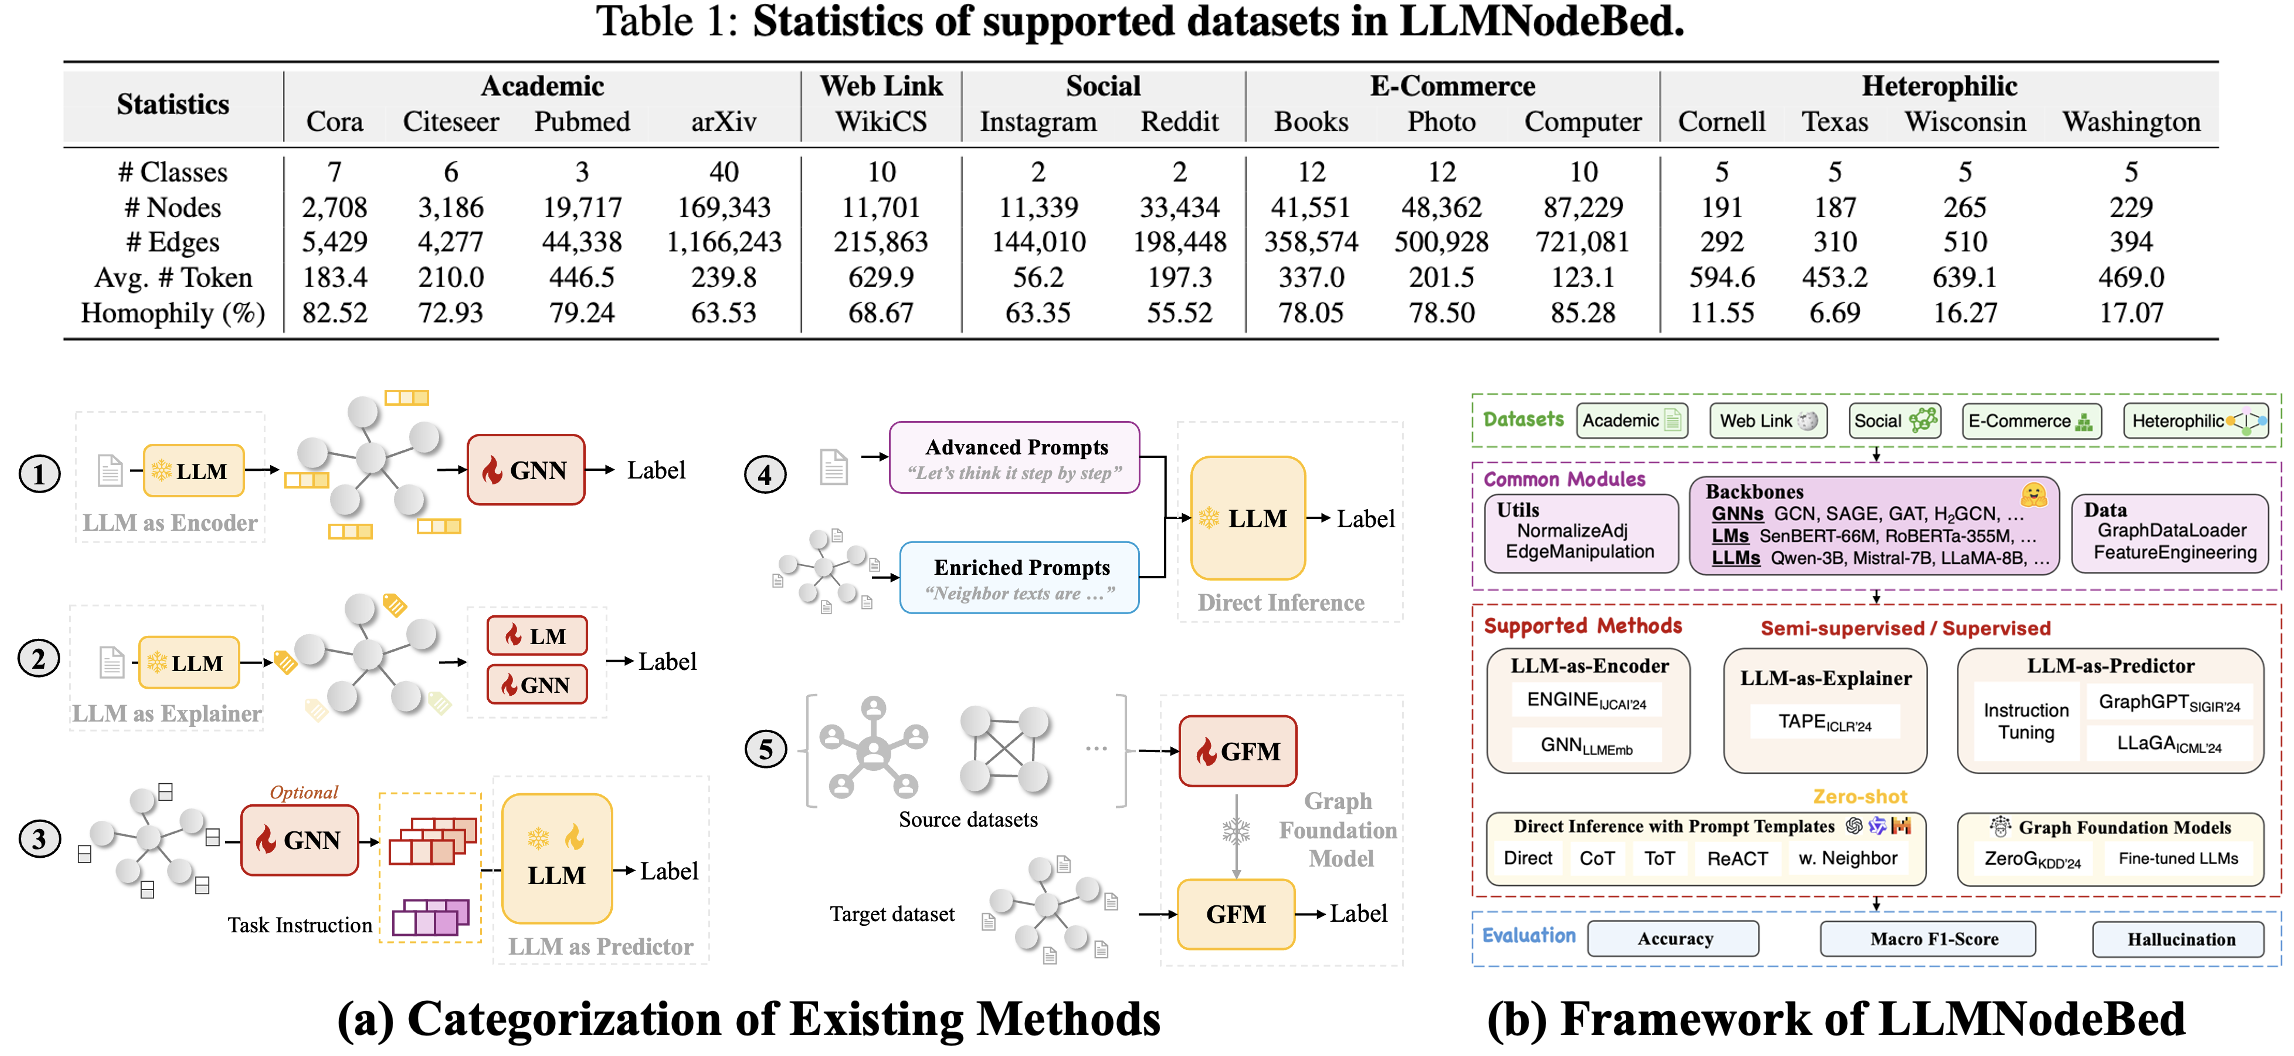 Table 1: Statistics of supported datasets in LLMNodeBed.
Statistics Academic Web Link Social E-Commerce Heterophilic
Cora Citeseer Pubmed arXiv WikiCS Instagram Reddit Books Photo Computer Cornell Texas Wisconsin Washington
# Classes 7 6 3 40 10 2 2 12 12 10 5 5 5 5
# Nodes 2,708 3,186 19,717 169,343 11,701 11,339 33,434 41,551 48,362 87,229 191 187 265 229
# Edges 5,429 4,277 44,338 1,166,243 215,863 144,010 198,448 358,574 500,928 721,081 292 310 510 394
Avg. # Token 183.4 210.0 446.5 239.8 629.9 56.2 197.3 337.0 201.5 123.1 594.6 453.2 639.1 469.0
Homophily (%) 82.52 72.93 79.24 63.53 68.67 63.35 55.52 78.05 78.50 85.28 11.55 6.69 16.27 17.07
1
LLM
GNN
Label
LLM as Encoder
2
LLM
LM
GNN
Label
LLM as Explainer
3
Optional
GNN
LLM
Label
Task Instruction
LLM as Predictor
4
Advanced Prompts
“Let’s think it step by step”
Enriched Prompts
“Neighbor texts are …”
LLM
Label
Direct Inference
5
...
Source datasets
GFM
Graph
Foundation
Model
Target dataset
GFM
Label
(a) Categorization of Existing Methods
Datasets Academic Web Link Social E-Commerce Heterophilic
Common Modules
Utils
NormalizeAdj
EdgeManipulation
Backbones
GNNs GCN, SAGE, GAT, H2GCN, …
LMs SenBERT-66M, RoBERTa-355M, …
LLMs Qwen-3B, Mistral-7B, LLaMA-8B, …
Data
GraphDataLoader
FeatureEngineering
Supported Methods Semi-supervised / Supervised
LLM-as-Encoder
ENGINE IJCAI'24
GNN LLMEmb
LLM-as-Explainer
TAPE ICLR'24
LLM-as-Predictor
Instruction
Tuning
GraphGPT SIGIR'24
LLaGA ICML'24
Zero-shot
Direct Inference with Prompt Templates
Direct CoT ToT ReACT w. Neighbor
Graph Foundation Models
ZeroG KDD'24 Fine-tuned LLMs
Evaluation Accuracy Macro F1-Score Hallucination
(b) Framework of LLMNodeBed